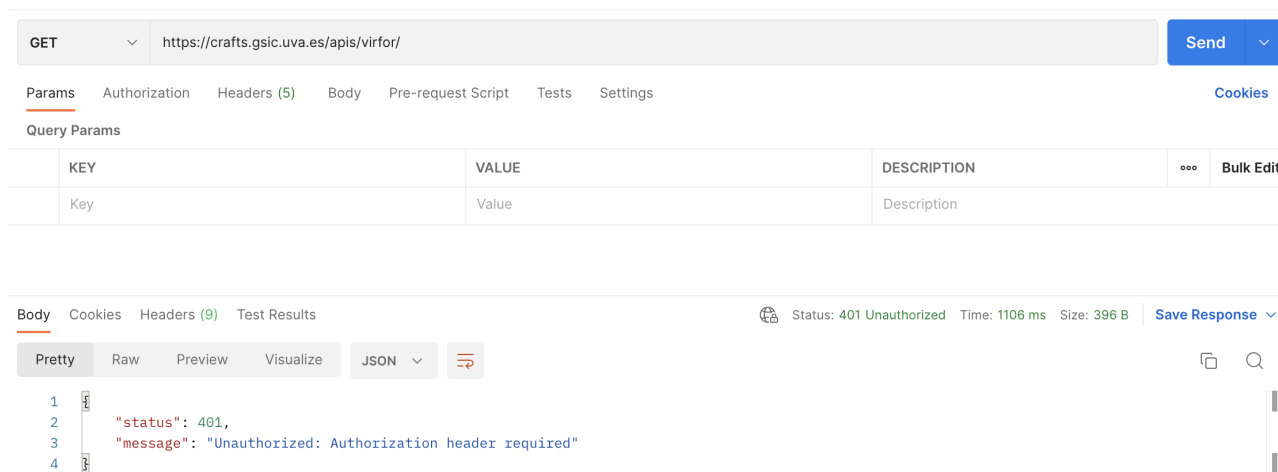 GET https://crafts.gsic.uva.es/apis/virfor/ Send
Params Authorization Headers (5) Body Pre-request Script Tests Settings Cookies
Query Params
KEY VALUE DESCRIPTION ooo Bulk Edit
Key Value Description
Body Cookies Headers (9) Test Results Status: 401 Unauthorized Time: 1106 ms Size: 396 B Save Response
Pretty Raw Preview Visualize JSON
1 {
2 "status": 401,
3 "message": "Unauthorized: Authorization header required"
4 }